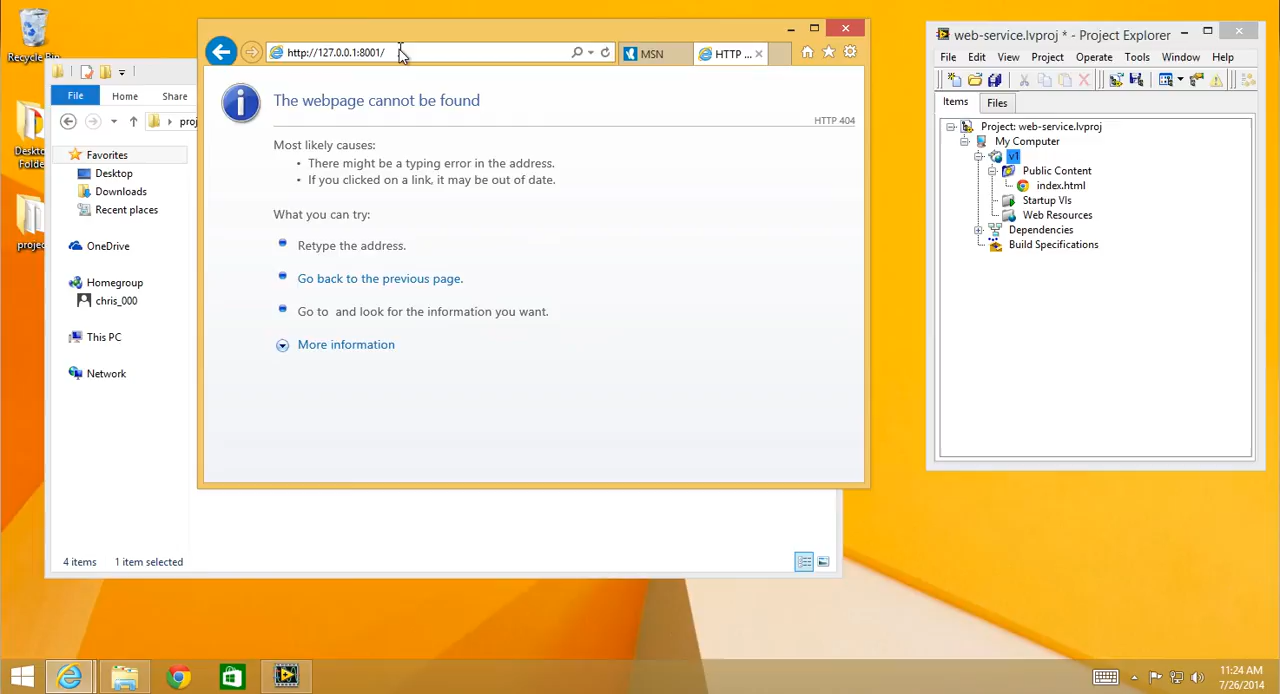 Recycle Bin
Desktop
Folder
project
File
Home
Share
proj
Favorites
Desktop
Downloads
Recent places
OneDrive
Homegroup
chris_000
This PC
Network
4 items
1 item selected
http://127.0.0.1:8001/
MSN
HTTP ...
The webpage cannot be found
HTTP 404
Most likely causes:
• There might be a typing error in the address.
• If you clicked on a link, it may be out of date.
What you can try:
Retype the address.
Go back to the previous page.
Go to and look for the information you want.
More information
web-service.lvproj * - Project Explorer
File Edit View Project Operate Tools Window Help
Items
Files
Project: web-service.lvproj
My Computer
v1
Public Content
index.html
Startup VIs
Web Resources
Dependencies
Build Specifications
11:24 AM
7/26/2014